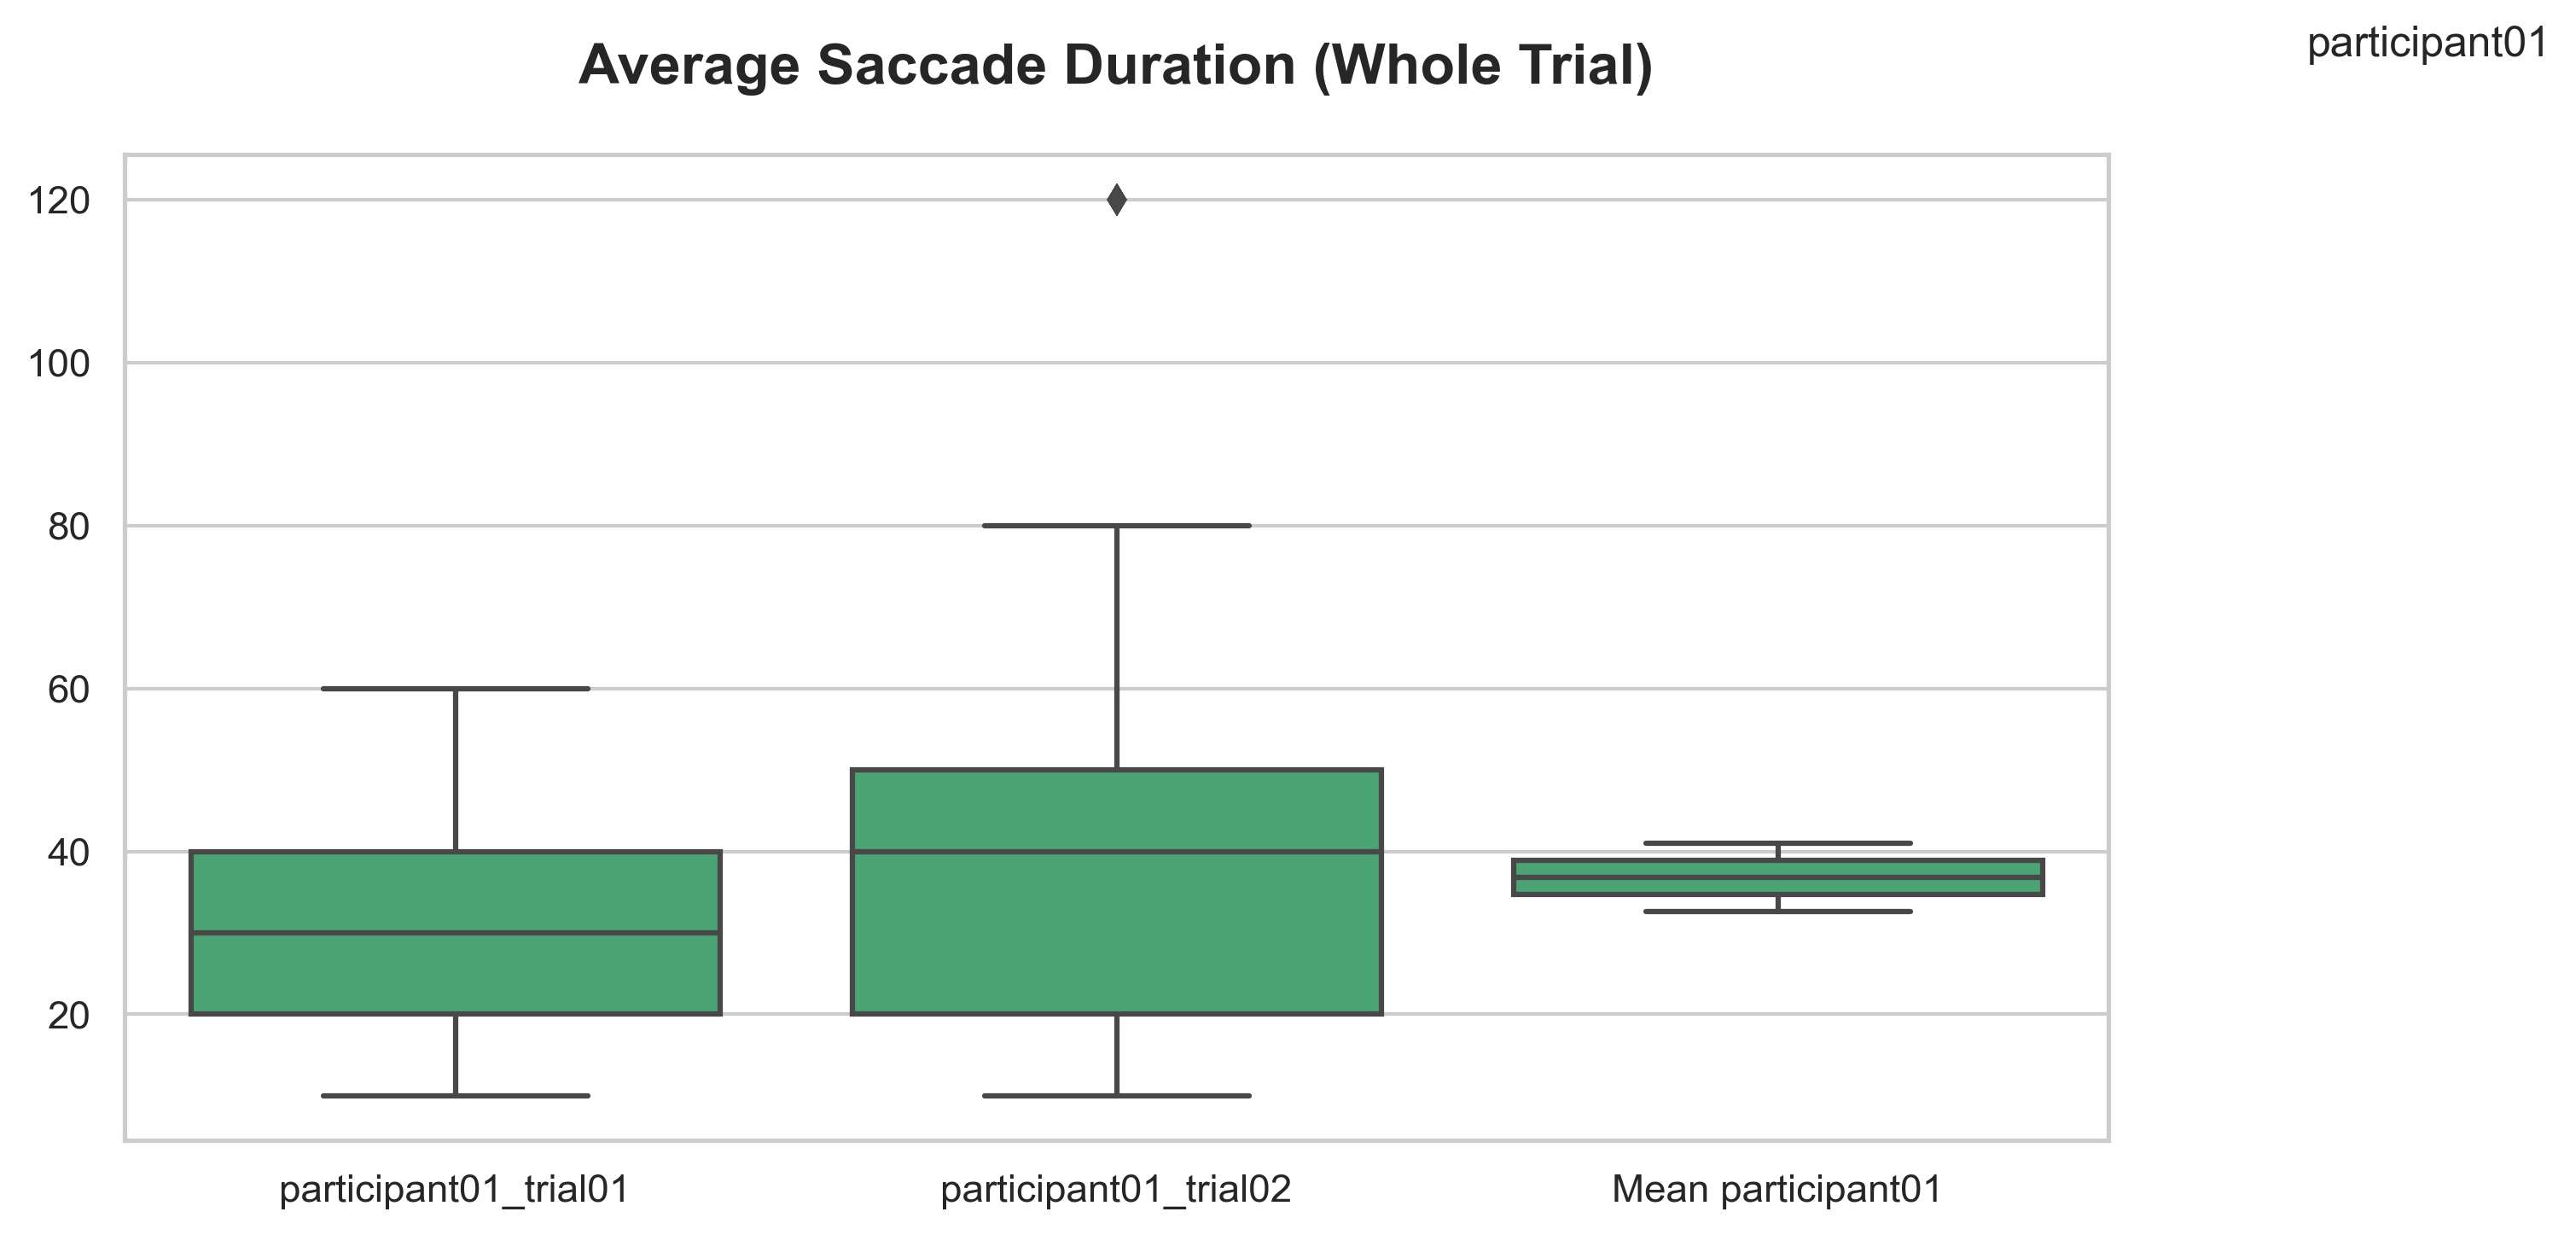 participant01
Average Saccade Duration (Whole Trial)
120
100
80
60
40
20
participant01_trial01
participant01_trial02
Mean participant01